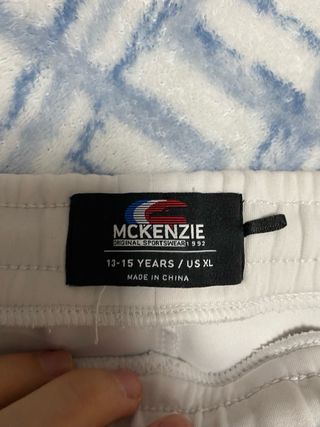 MCKENZIE
ORIGINAL SPORTSWEAR 1992
13-15 YEARS / US XL
MADE IN CHINA